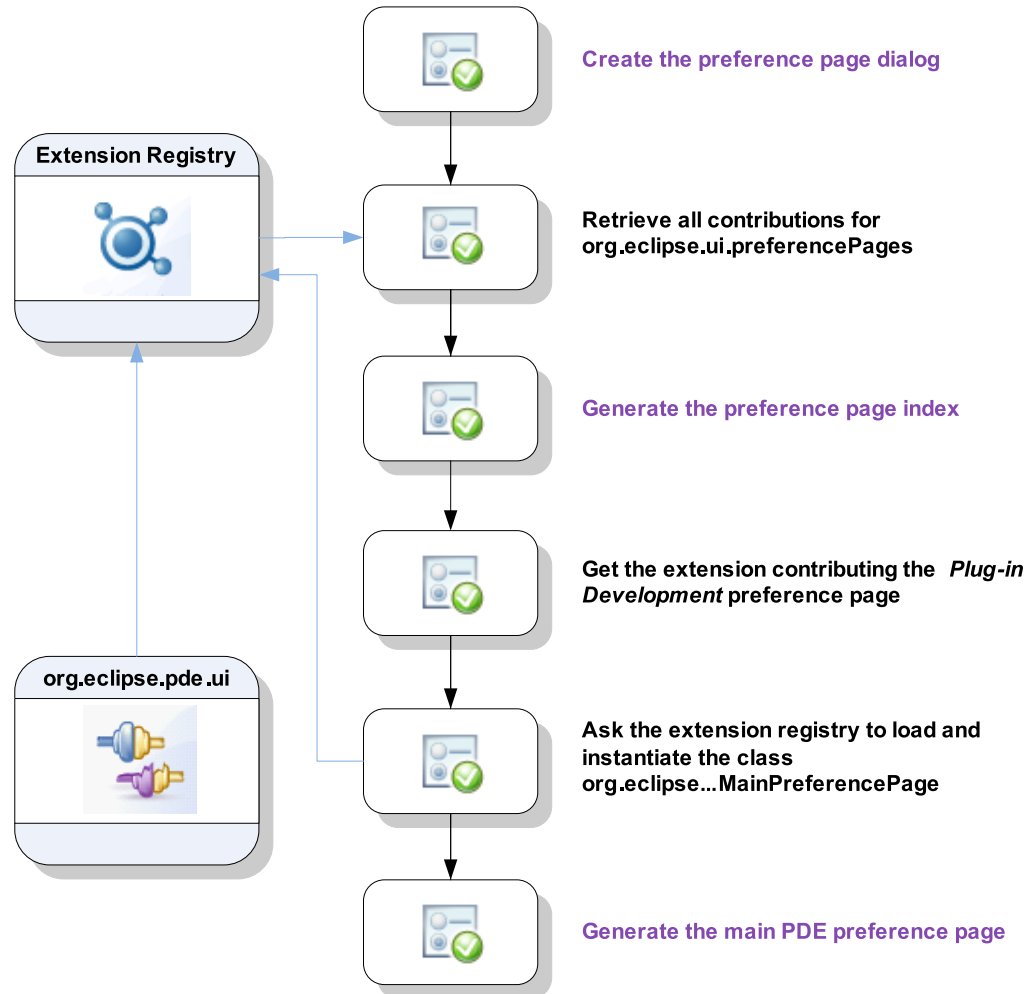 Create the preference page dialog
Extension Registry
Retrieve all contributions for
org.eclipse.ui.preferencePages
Generate the preference page index
Get the extension contributing the Plug-in
Development preference page
org.eclipse.pde.ui
Ask the extension registry to load and
instantiate the class
org.eclipse...MainPreferencePage
Generate the main PDE preference page